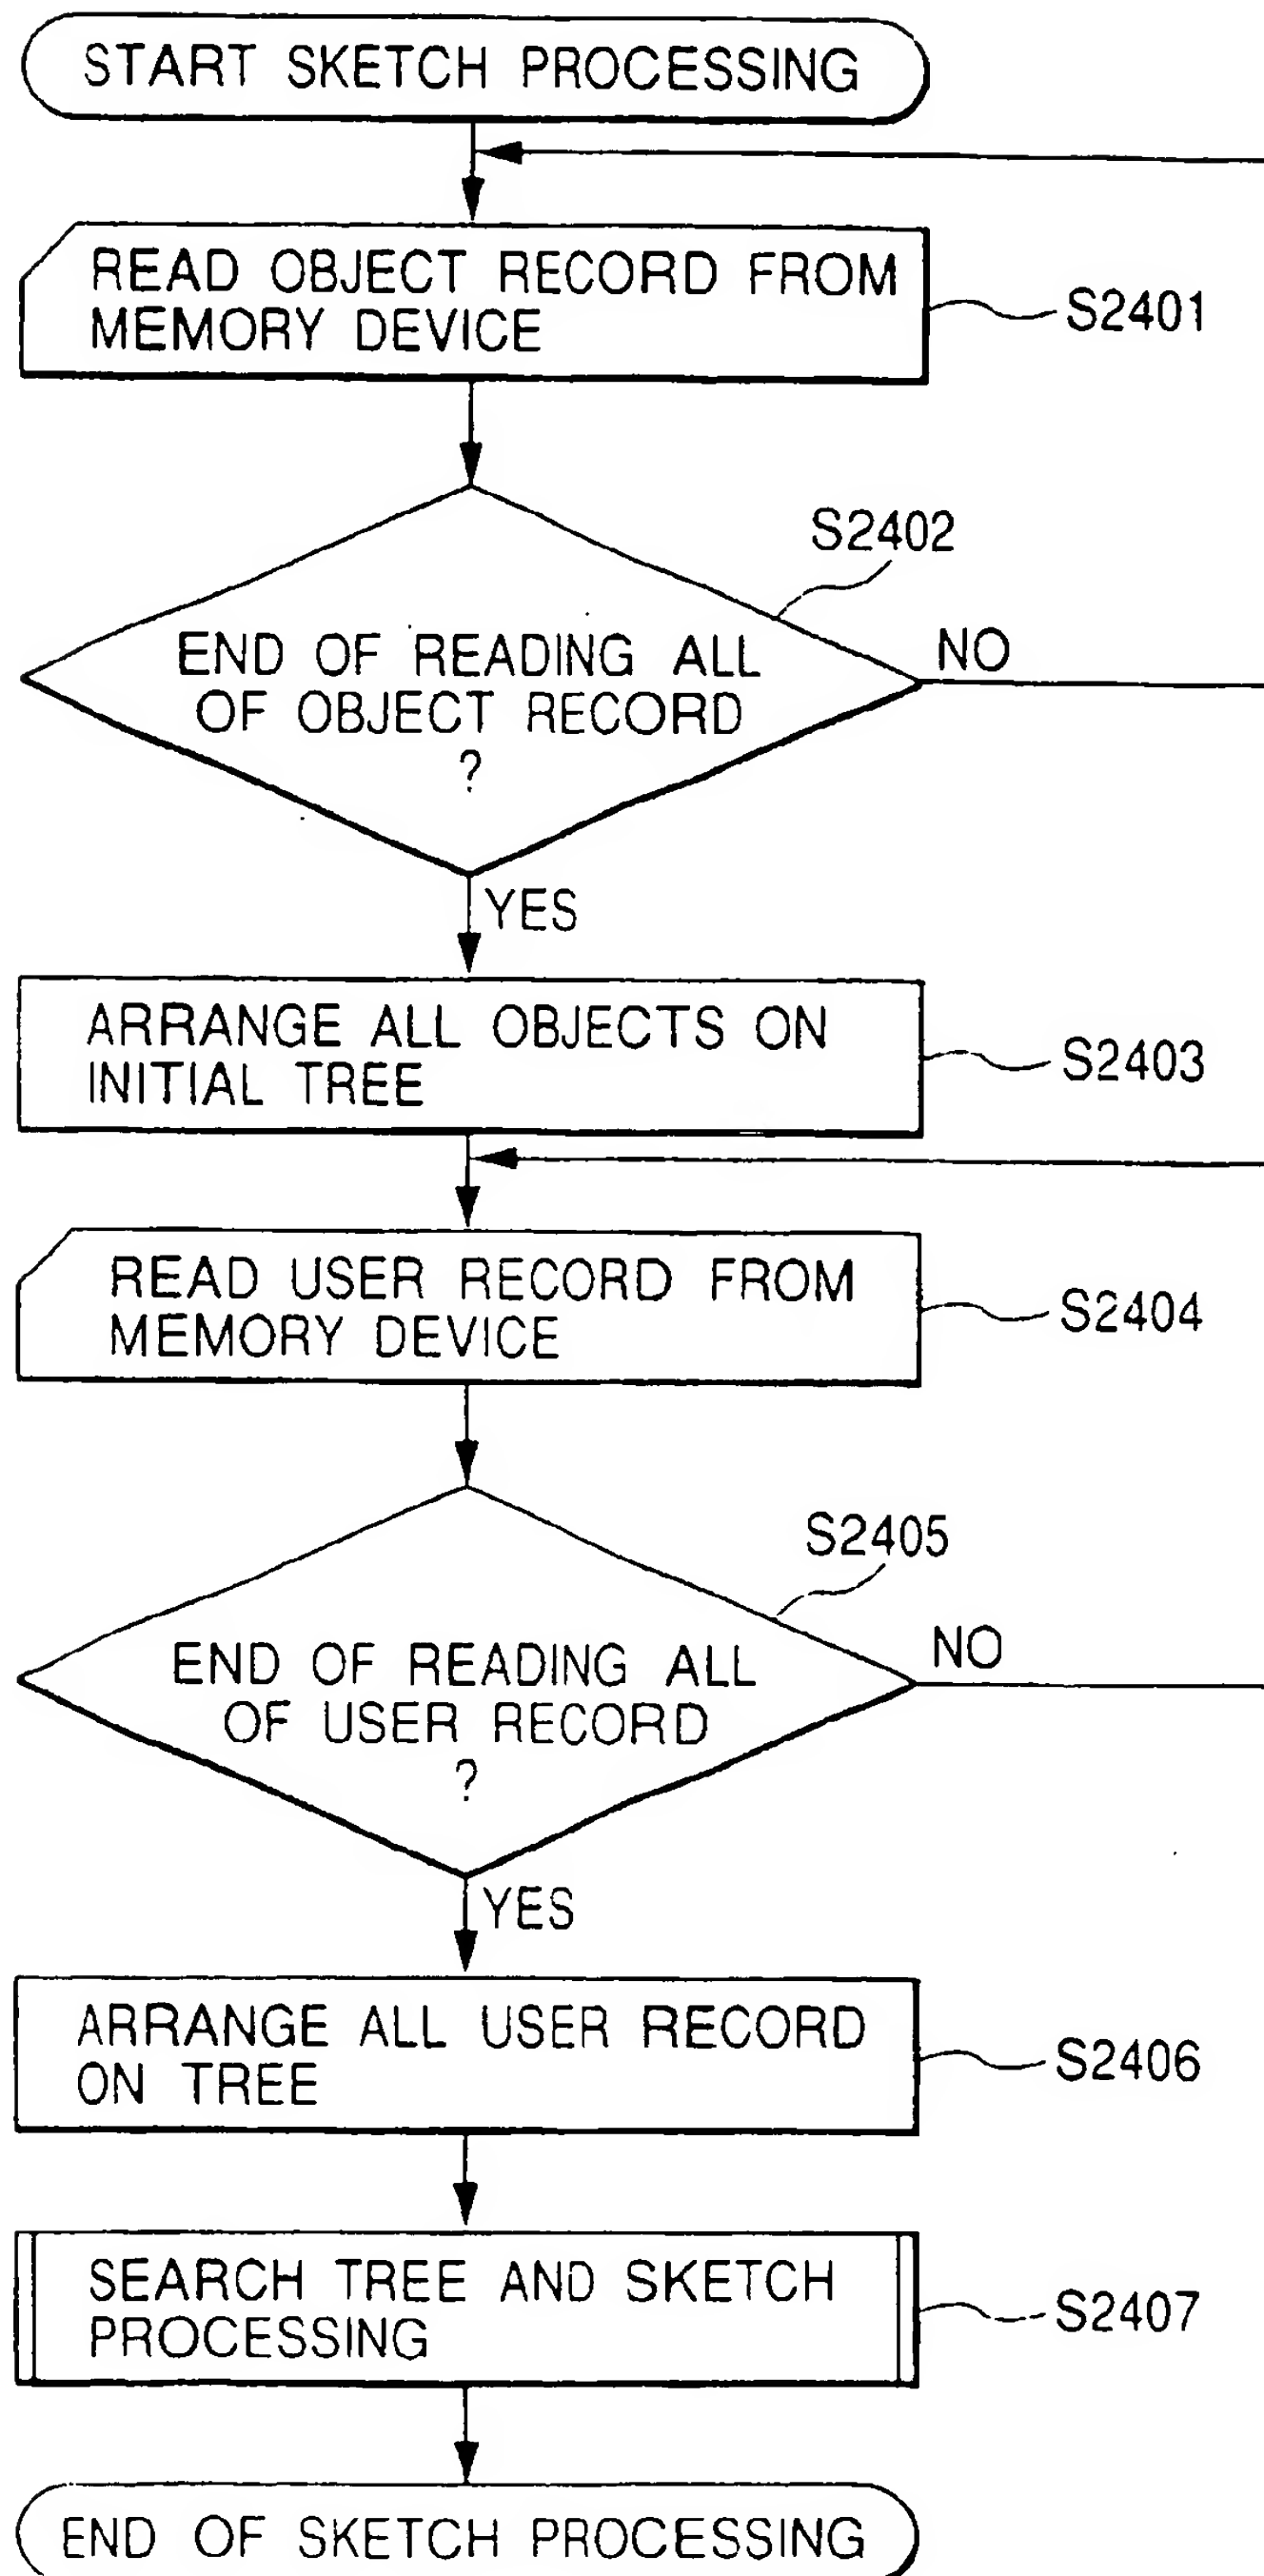 START SKETCH PROCESSING
READ OBJECT RECORD FROM
MEMORY DEVICE
S2401
S2402
END OF READING ALL
OF OBJECT RECORD
?
NO
YES
ARRANGE ALL OBJECTS ON
INITIAL TREE
S2403
READ USER RECORD FROM
MEMORY DEVICE
S2404
S2405
END OF READING ALL
OF USER RECORD
?
NO
YES
ARRANGE ALL USER RECORD
ON TREE
S2406
SEARCH TREE AND SKETCH
PROCESSING
S2407
END OF SKETCH PROCESSING